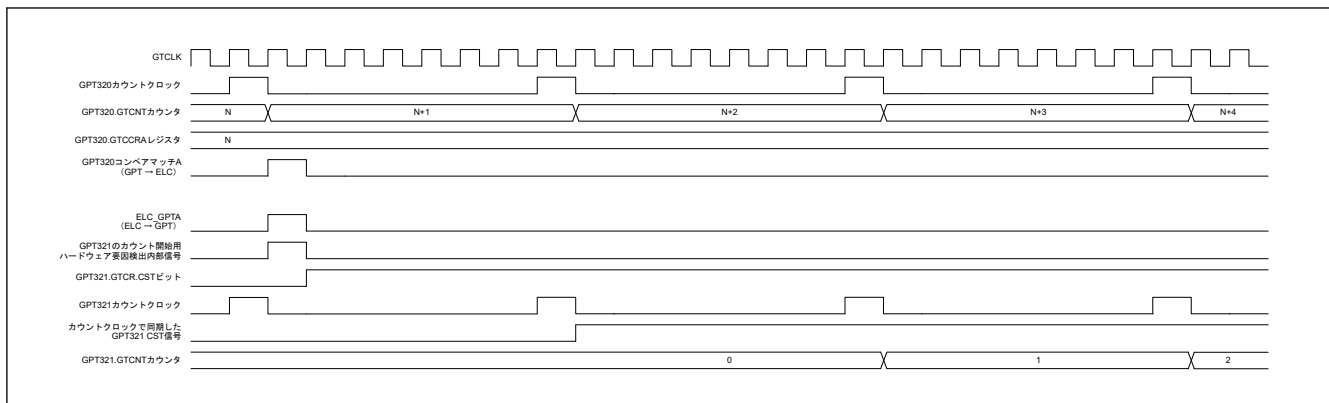 GTCLK
GPT320カウントクロック
GPT320.GTCNTカウンタ
N
N+1
N+2
N+3
N+4
GPT320.GTCCRAレジスタ
N
GPT320コンペアマッチA
（GPT → ELC）
ELC_GPTA
（ELC → GPT）
GPT321のカウント開始用
ハードウェア要因検出内部信号
GPT321.GTCR.CSTビット
GPT321カウントクロック
カウントクロックで同期した
GPT321 CST信号
GPT321.GTCNTカウンタ
0
1
2